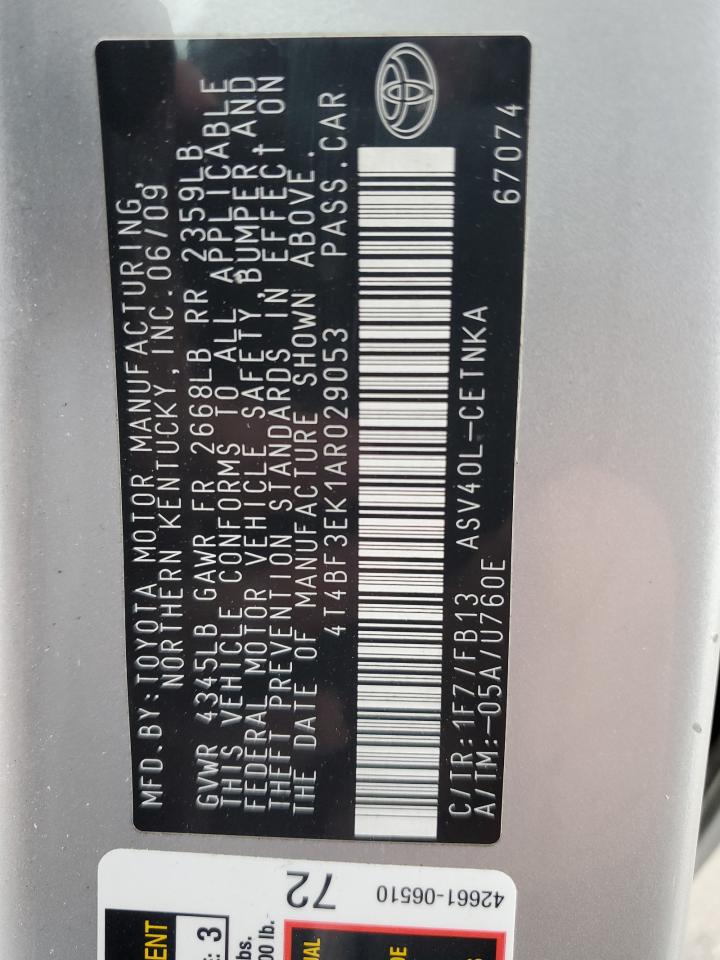 MFD.BY:TOYOTA MOTOR MANUFACTURING,
NORTHERN KENTUCKY,INC.06/09
GVWR 4345LB GAWR FR 2668LB RR 2359LB
THIS VEHICLE CONFORMS TO ALL APPLICABLE
FEDERAL MOTOR VEHICLE SAFETY, BUMPER, AND
THEFT PREVENTION STANDARDS IN EFFECT ON
THE DATE OF MANUFACTURE SHOWN ABOVE.
4T4BF3EK1AR029053 PASS.CAR
C/TR:1F7/FB13 ASV40L-CETNKA
A/TM:-05A/U760E 67074
72
42661-06510
3
lb.